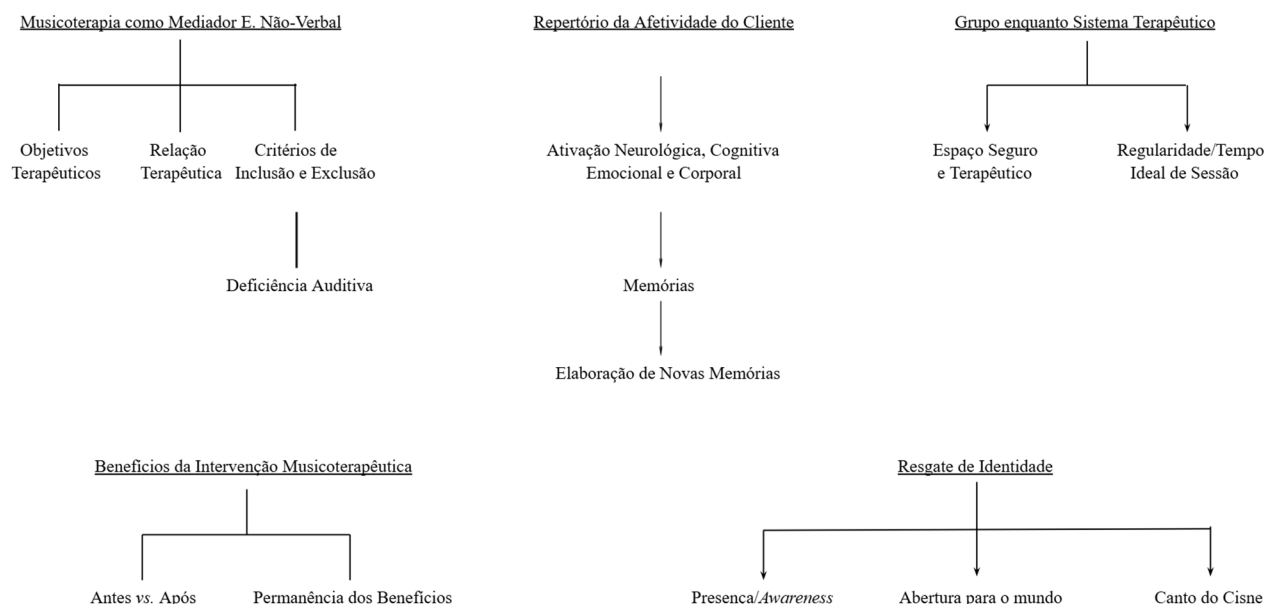 Musicoterapia como Mediador E. Não-Verbal
Repertório da Afetividade do Cliente
Grupo enquanto Sistema Terapêutico
Objetivos
Terapêuticos
Relação
Terapêutica
Critérios de
Inclusão e Exclusão
Ativação Neurológica, Cognitiva
Emocional e Corporal
Espaço Seguro
e Terapêutico
Regularidade/Tempo
Ideal de Sessão
Deficiência Auditiva
Memórias
Elaboração de Novas Memórias
Benefícios da Intervenção Musicoterapêutica
Resgate de Identidade
Antes vs. Após
Permanência dos Benefícios
Presença/Awareness
Abertura para o mundo
Canto do Cisne